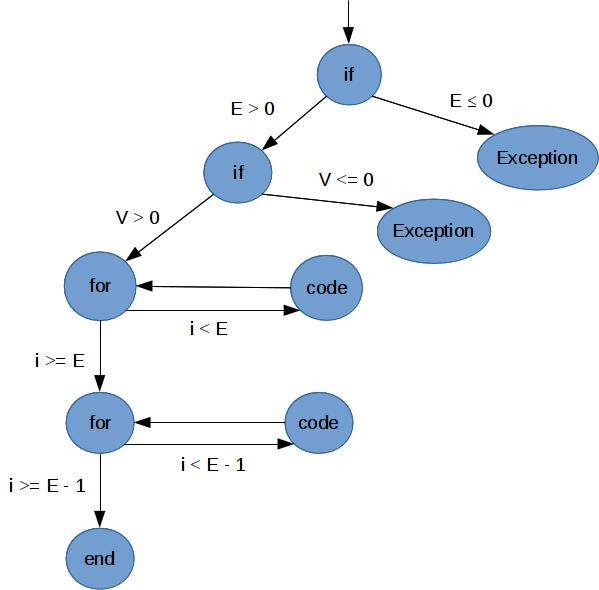 if
E > 0
E ≤ 0
Exception
if
V <= 0
V > 0
Exception
for
code
i < E
i >= E
for
code
i < E - 1
i >= E - 1
end